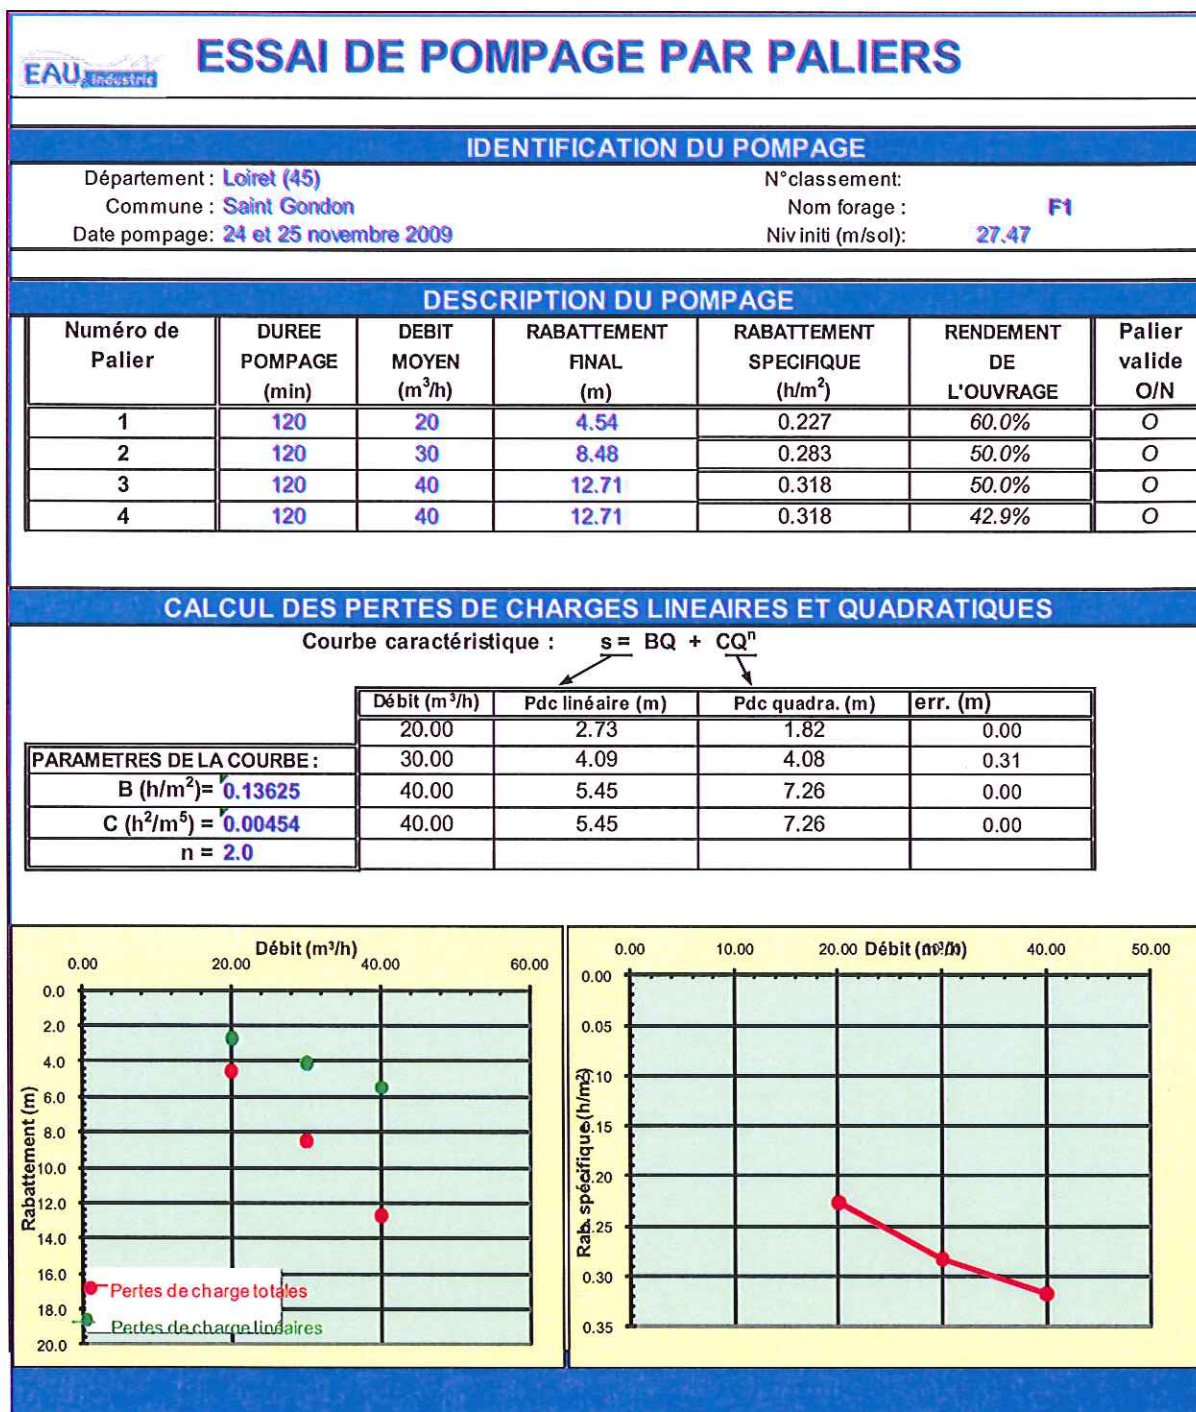 EAU industrie
ESSAI DE POMPAGE PAR PALIERS
IDENTIFICATION DU POMPAGE
Département : Loiret (45) N°classement:
Commune : Saint Gondon Nom forage : F1
Date pompage: 24 et 25 novembre 2009 Niv initi (m/sol): 27.47
DESCRIPTION DU POMPAGE
Numéro de DUREE DEBIT RABATTEMENT RABATTEMENT RENDEMENT Palier
Palier POMPAGE MOYEN FINAL SPECIFIQUE DE valide
(min) (m³/h) (m) (h/m²) L'OUVRAGE O/N
1 120 20 4.54 0.227 60.0% O
2 120 30 8.48 0.283 50.0% O
3 120 40 12.71 0.318 50.0% O
4 120 40 12.71 0.318 42.9% O
CALCUL DES PERTES DE CHARGES LINEAIRES ET QUADRATIQUES
Courbe caractéristique : s = BQ + CQⁿ
Débit (m³/h) Pdc linéaire (m) Pdc quadra. (m) err. (m)
20.00 2.73 1.82 0.00
PARAMETRES DE LA COURBE : 30.00 4.09 4.08 0.31
B (h/m²)= 0.13625 40.00 5.45 7.26 0.00
C (h²/m⁵) = 0.00454 40.00 5.45 7.26 0.00
n = 2.0
Débit (m³/h)
0.00 20.00 40.00 60.00
Rabattement (m)
0.0
2.0
4.0
6.0
8.0
10.0
12.0
14.0
16.0
18.0
20.0
Pertes de charge totales
Pertes de charge linéaires
0.00 10.00 20.00 Débit (m³/h) 40.00 50.00
Rab. spécifique (h/m²)
0.00
0.05
0.10
0.15
0.20
0.25
0.30
0.35